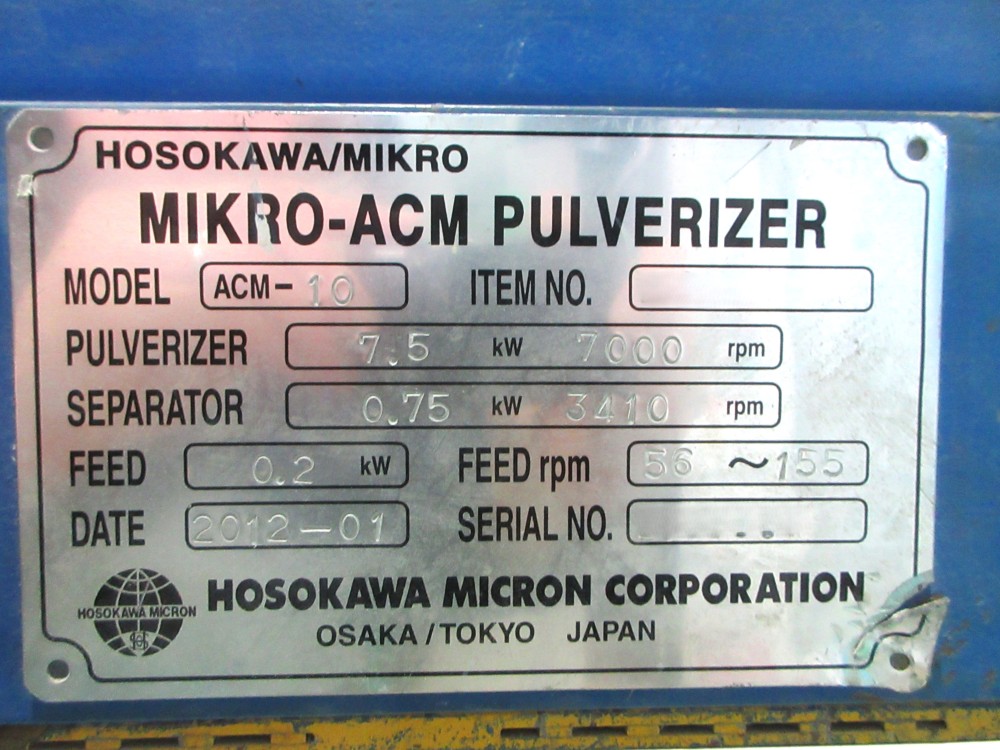 HOSOKAWA/MIKRO
MIKRO-ACM PULVERIZER
MODEL ACM-10 ITEM NO.
PULVERIZER 7.5 kW 7000 rpm
SEPARATOR 0.75 kW 3410 rpm
FEED 0.2 kW FEED rpm 56 ~155
DATE 2012-01 SERIAL NO.
HOSOKAWA MICRON
HOSOKAWA MICRON CORPORATION
OSAKA/TOKYO JAPAN